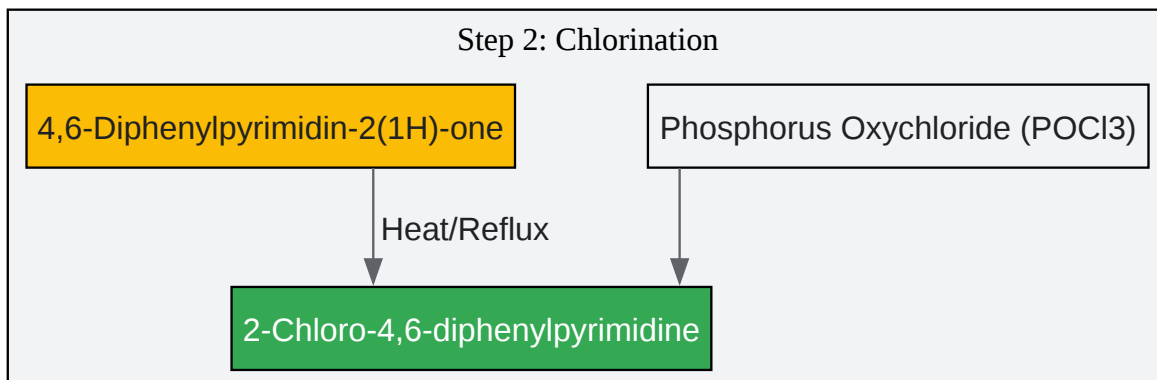 Step 2: Chlorination
4,6-Diphenylpyrimidin-2(1H)-one
Phosphorus Oxychloride (POCl3)
Heat/Reflux
2-Chloro-4,6-diphenylpyrimidine